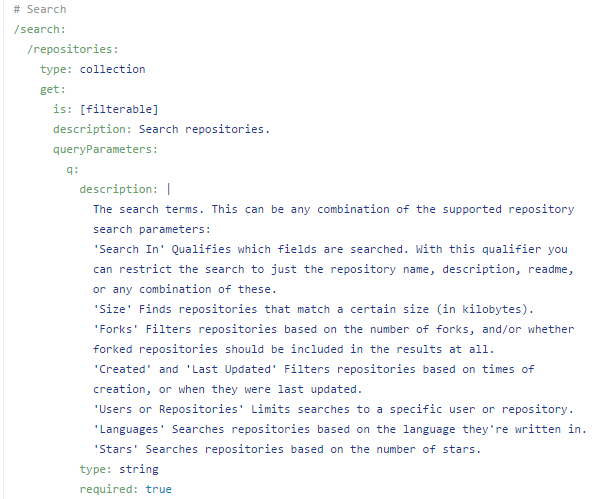 # Search
/search:
/repositories:
type: collection
get:
is: [filterable]
description: Search repositories.
queryParameters:
q:
description: |
The search terms. This can be any combination of the supported repository
search parameters:
'Search In' Qualifies which fields are searched. With this qualifier you
can restrict the search to just the repository name, description, readme,
or any combination of these.
'Size' Finds repositories that match a certain size (in kilobytes).
'Forks' Filters repositories based on the number of forks, and/or whether
forked repositories should be included in the results at all.
'Created' and 'Last Updated' Filters repositories based on times of
creation, or when they were last updated.
'Users or Repositories' Limits searches to a specific user or repository.
'Languages' Searches repositories based on the language they're written in.
'Stars' Searches repositories based on the number of stars.
type: string
required: true